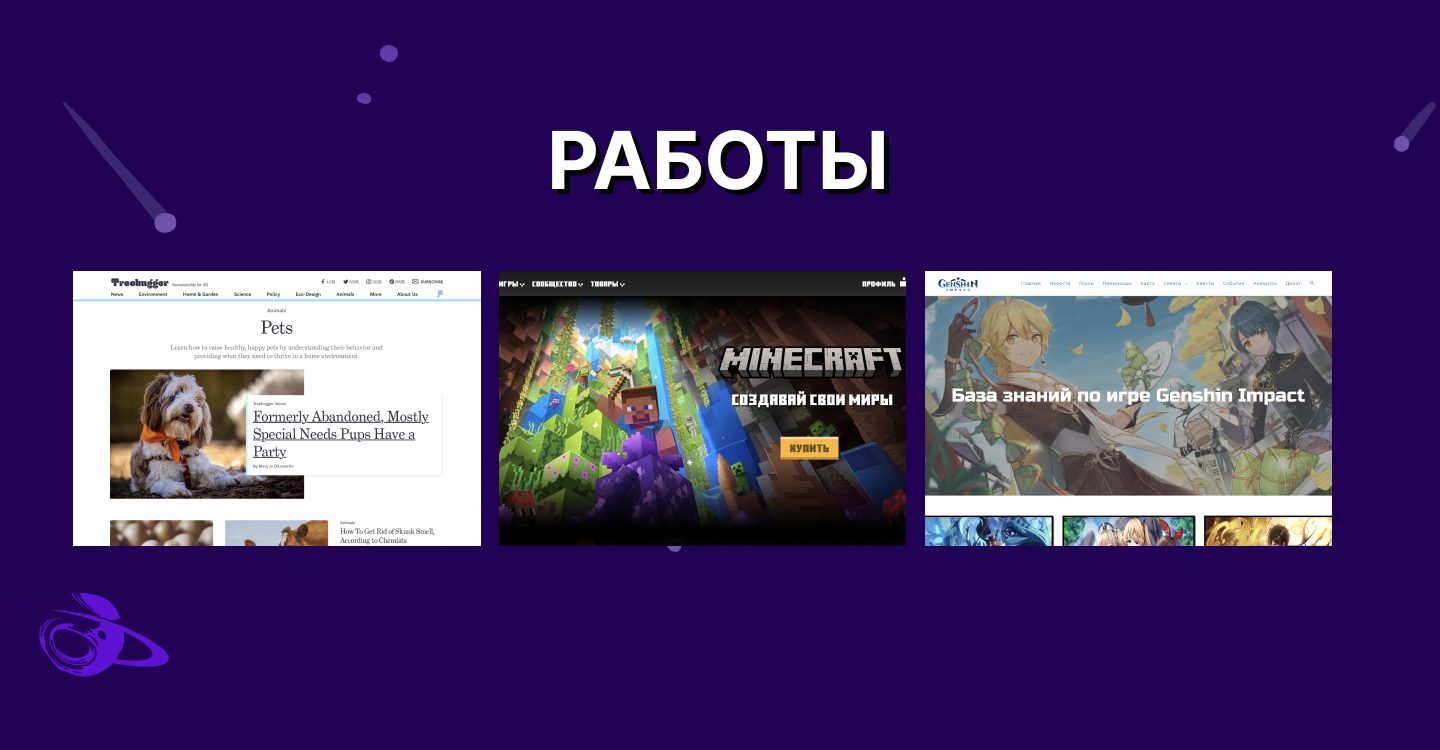 РАБОТЫ
Treehugger Sustainability for All
SUBSCRIBE
News Environment Home & Garden Science Policy Eco-Design Animals More About Us
Animals
Pets
Learn how to raise healthy, happy pets by understanding their behavior and
providing what they need to thrive in a home environment.
Treehugger Voices
Formerly Abandoned, Mostly
Special Needs Pups Have a
Party
By Mary Jo DiLonardo
Animals
How To Get Rid of Skunk Smell,
According to Chemists
ИГРЫ СООБЩЕСТВО ТОВАРЫ ПРОФИЛЬ
MINECRAFT
СОЗДАВАЙ СВОИ МИРЫ
КУПИТЬ
GENSHIN
IMPACT
Главная Новости Герои Промокоды Карта Советы Квесты События Аккаунты Донат
База знаний по игре Genshin Impact